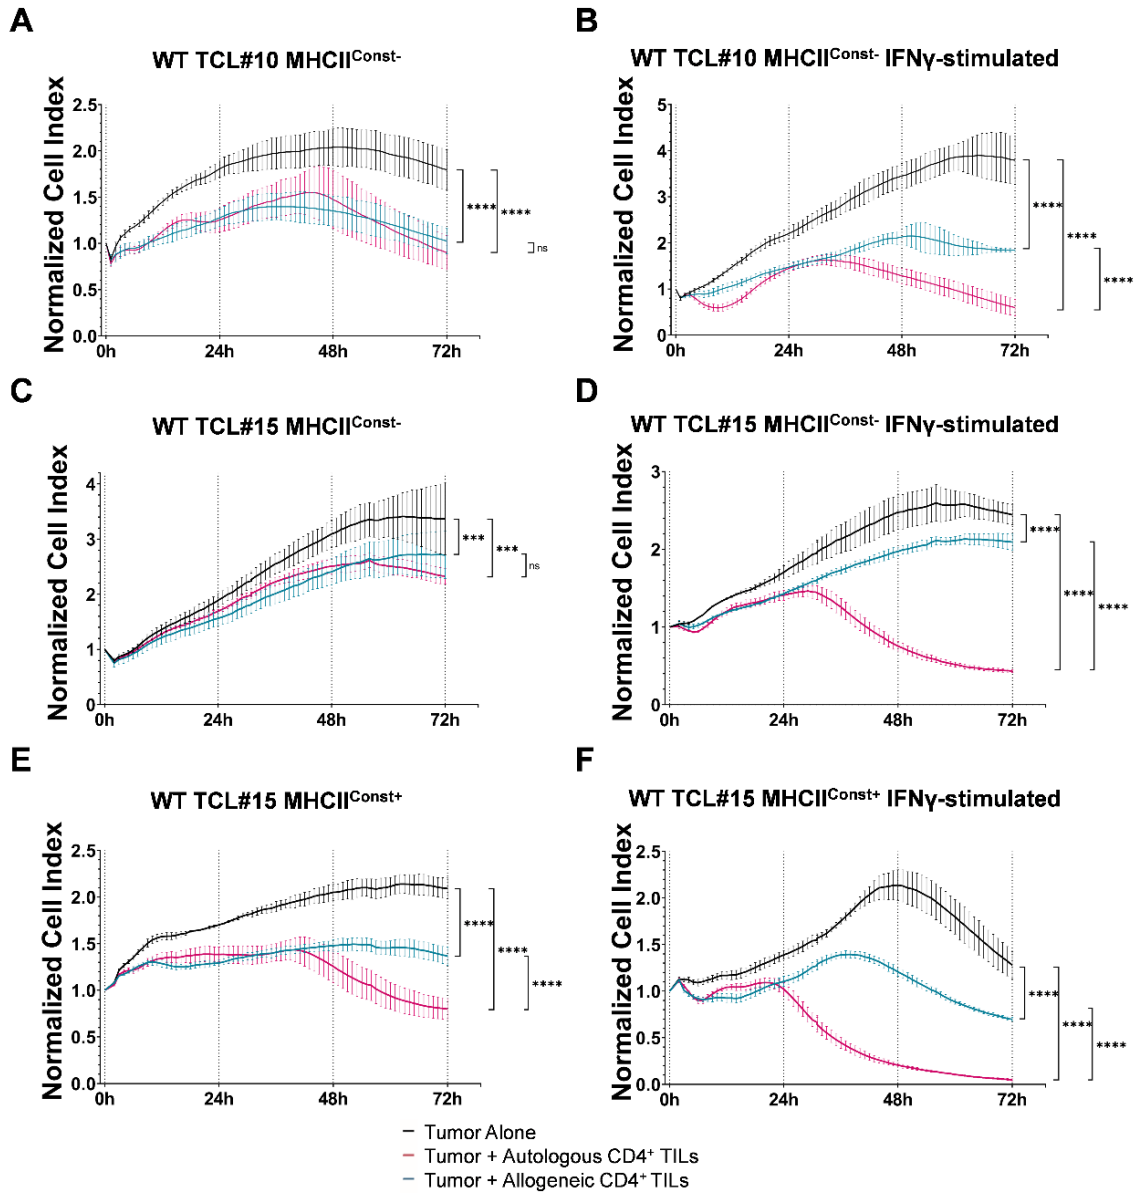 A
WT TCL#10 MHCII^Const-
Normalized Cell Index
2.5
2.0
1.5
1.0
0.5
0.0
0h 24h 48h 72h
**** ****
ns
B
WT TCL#10 MHCII^Const- IFNγ-stimulated
Normalized Cell Index
5
4
3
2
1
0
0h 24h 48h 72h
**** **** ****
C
WT TCL#15 MHCII^Const-
Normalized Cell Index
4
3
2
1
0
0h 24h 48h 72h
*** *** ns
D
WT TCL#15 MHCII^Const- IFNγ-stimulated
Normalized Cell Index
3
2
1
0
0h 24h 48h 72h
**** **** ****
E
WT TCL#15 MHCII^Const+
Normalized Cell Index
2.5
2.0
1.5
1.0
0.5
0.0
0h 24h 48h 72h
**** **** ****
F
WT TCL#15 MHCII^Const+ IFNγ-stimulated
Normalized Cell Index
2.5
2.0
1.5
1.0
0.5
0.0
0h 24h 48h 72h
**** **** ****
Tumor Alone
Tumor + Autologous CD4⁺ TILs
Tumor + Allogeneic CD4⁺ TILs